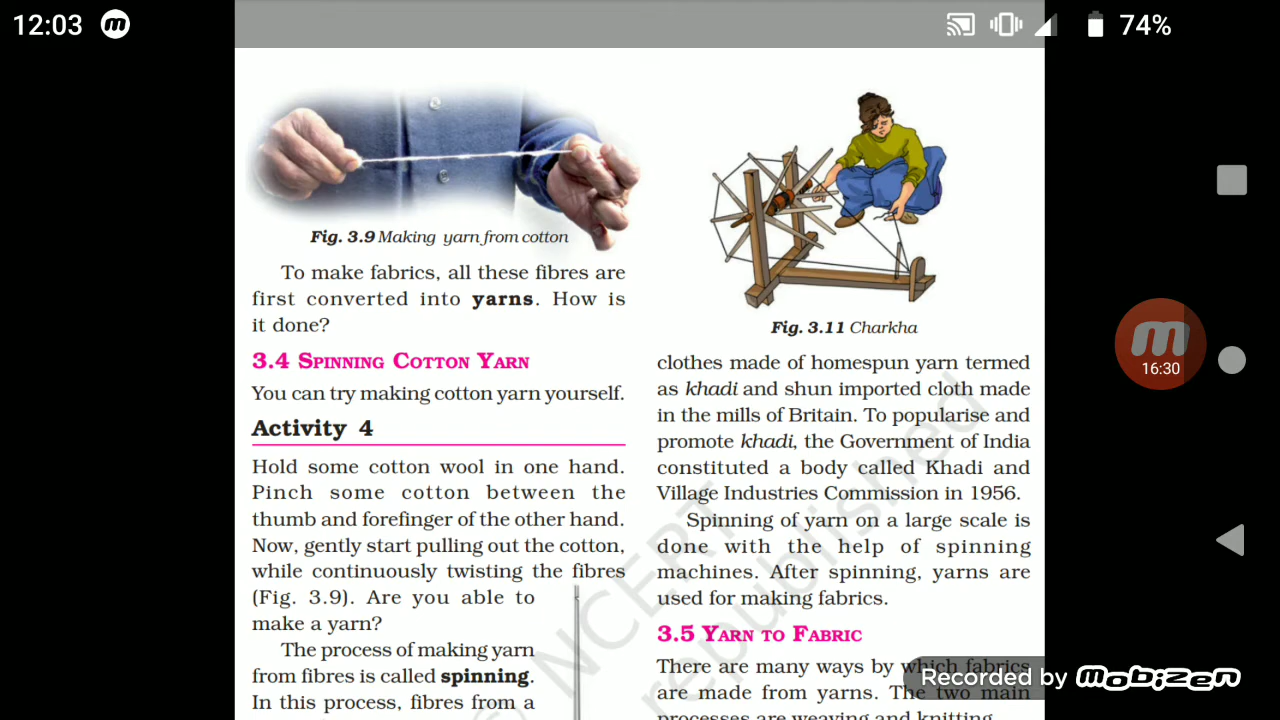 12:03
74%
Fig. 3.9 Making yarn from cotton
To make fabrics, all these fibres are
first converted into yarns. How is
it done?
3.4 SPINNING COTTON YARN
You can try making cotton yarn yourself.
Activity 4
Hold some cotton wool in one hand.
Pinch some cotton between the
thumb and forefinger of the other hand.
Now, gently start pulling out the cotton,
while continuously twisting the fibres
(Fig. 3.9). Are you able to
make a yarn?
The process of making yarn
from fibres is called spinning.
In this process, fibres from a
Fig. 3.11 Charkha
clothes made of homespun yarn termed
as khadi and shun imported cloth made
in the mills of Britain. To popularise and
promote khadi, the Government of India
constituted a body called Khadi and
Village Industries Commission in 1956.
Spinning of yarn on a large scale is
done with the help of spinning
machines. After spinning, yarns are
used for making fabrics.
3.5 YARN TO FABRIC
There are many ways by which fabrics
are made from yarns. The two main
processes are weaving and knitting.
© NCERT
republished
16:30
Recorded by mobizen